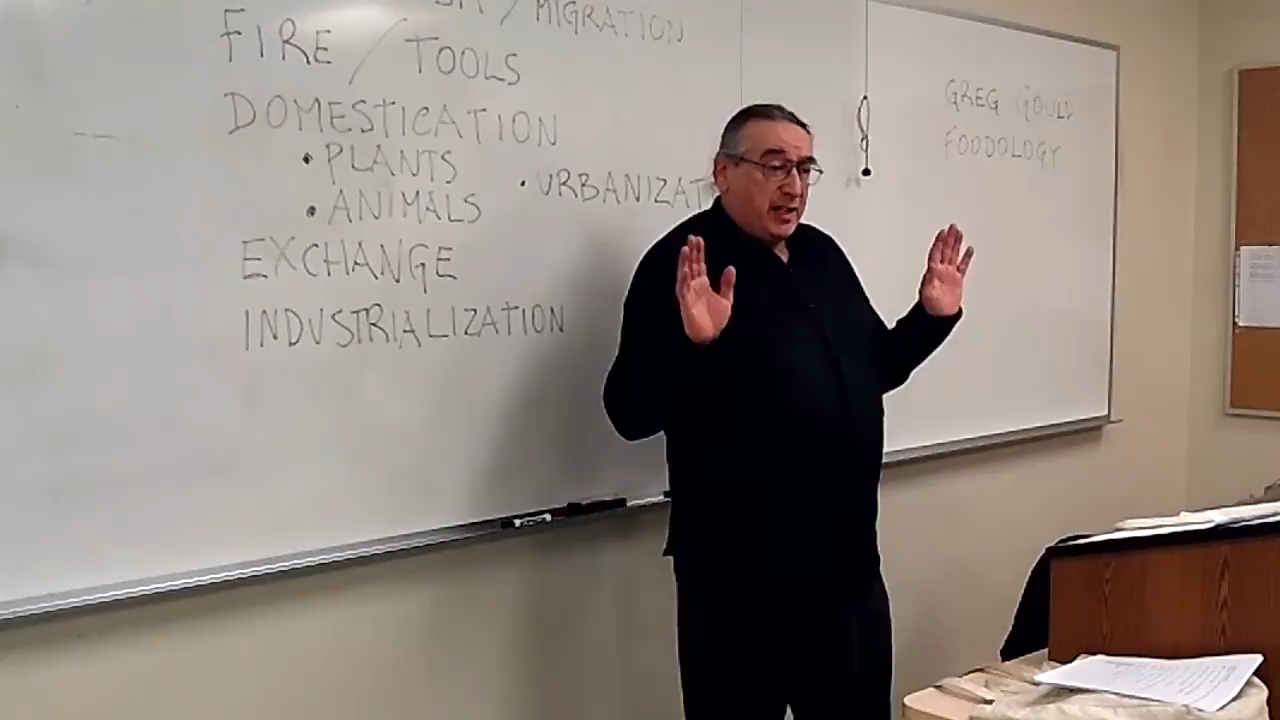 / MIGRATION
FIRE / TOOLS
DOMESTICATION
• PLANTS
• ANIMALS
• URBANIZAT
EXCHANGE
INDUSTRIALIZATION
GREG GOULD
FOODOLOGY